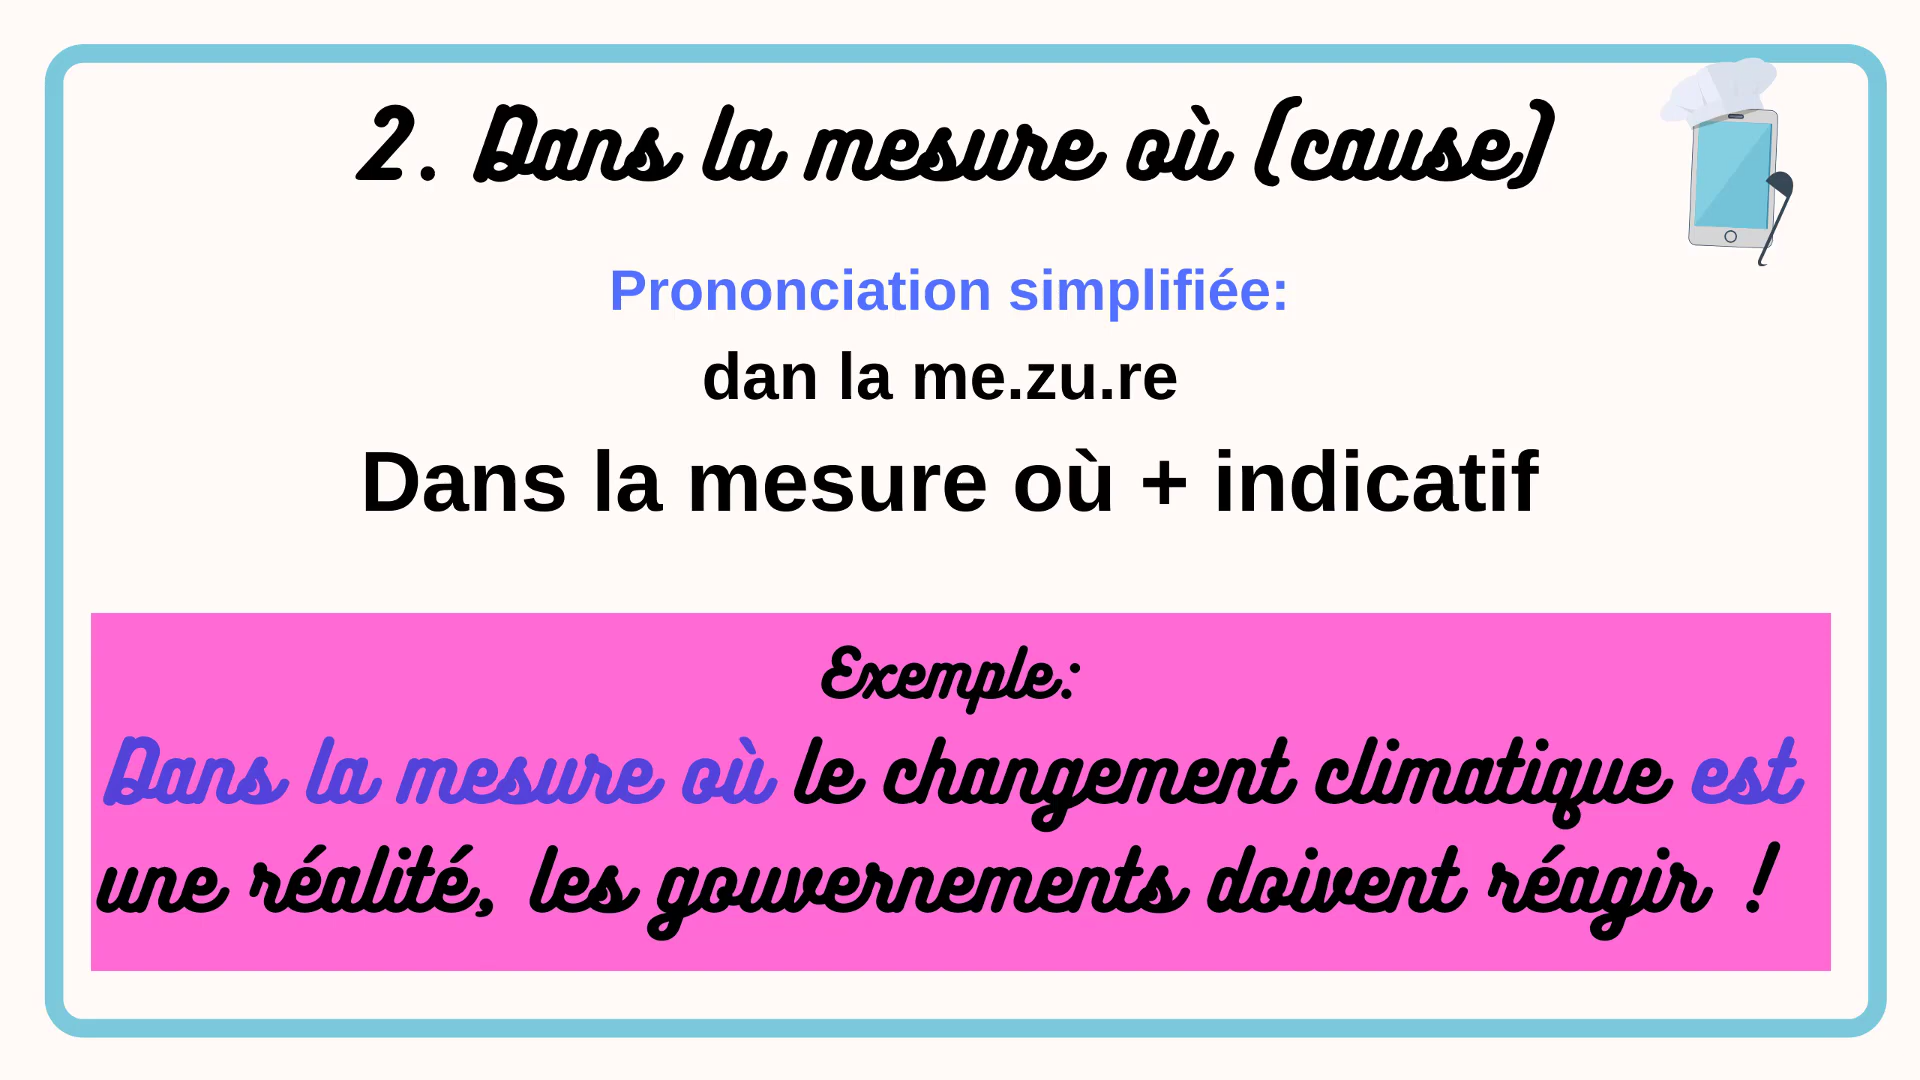 2. Dans la mesure où (cause)
Prononciation simplifiée:
dan la me.zu.re
Dans la mesure où + indicatif
Exemple:
Dans la mesure où le changement climatique est
une réalité, les gouvernements doivent réagir !